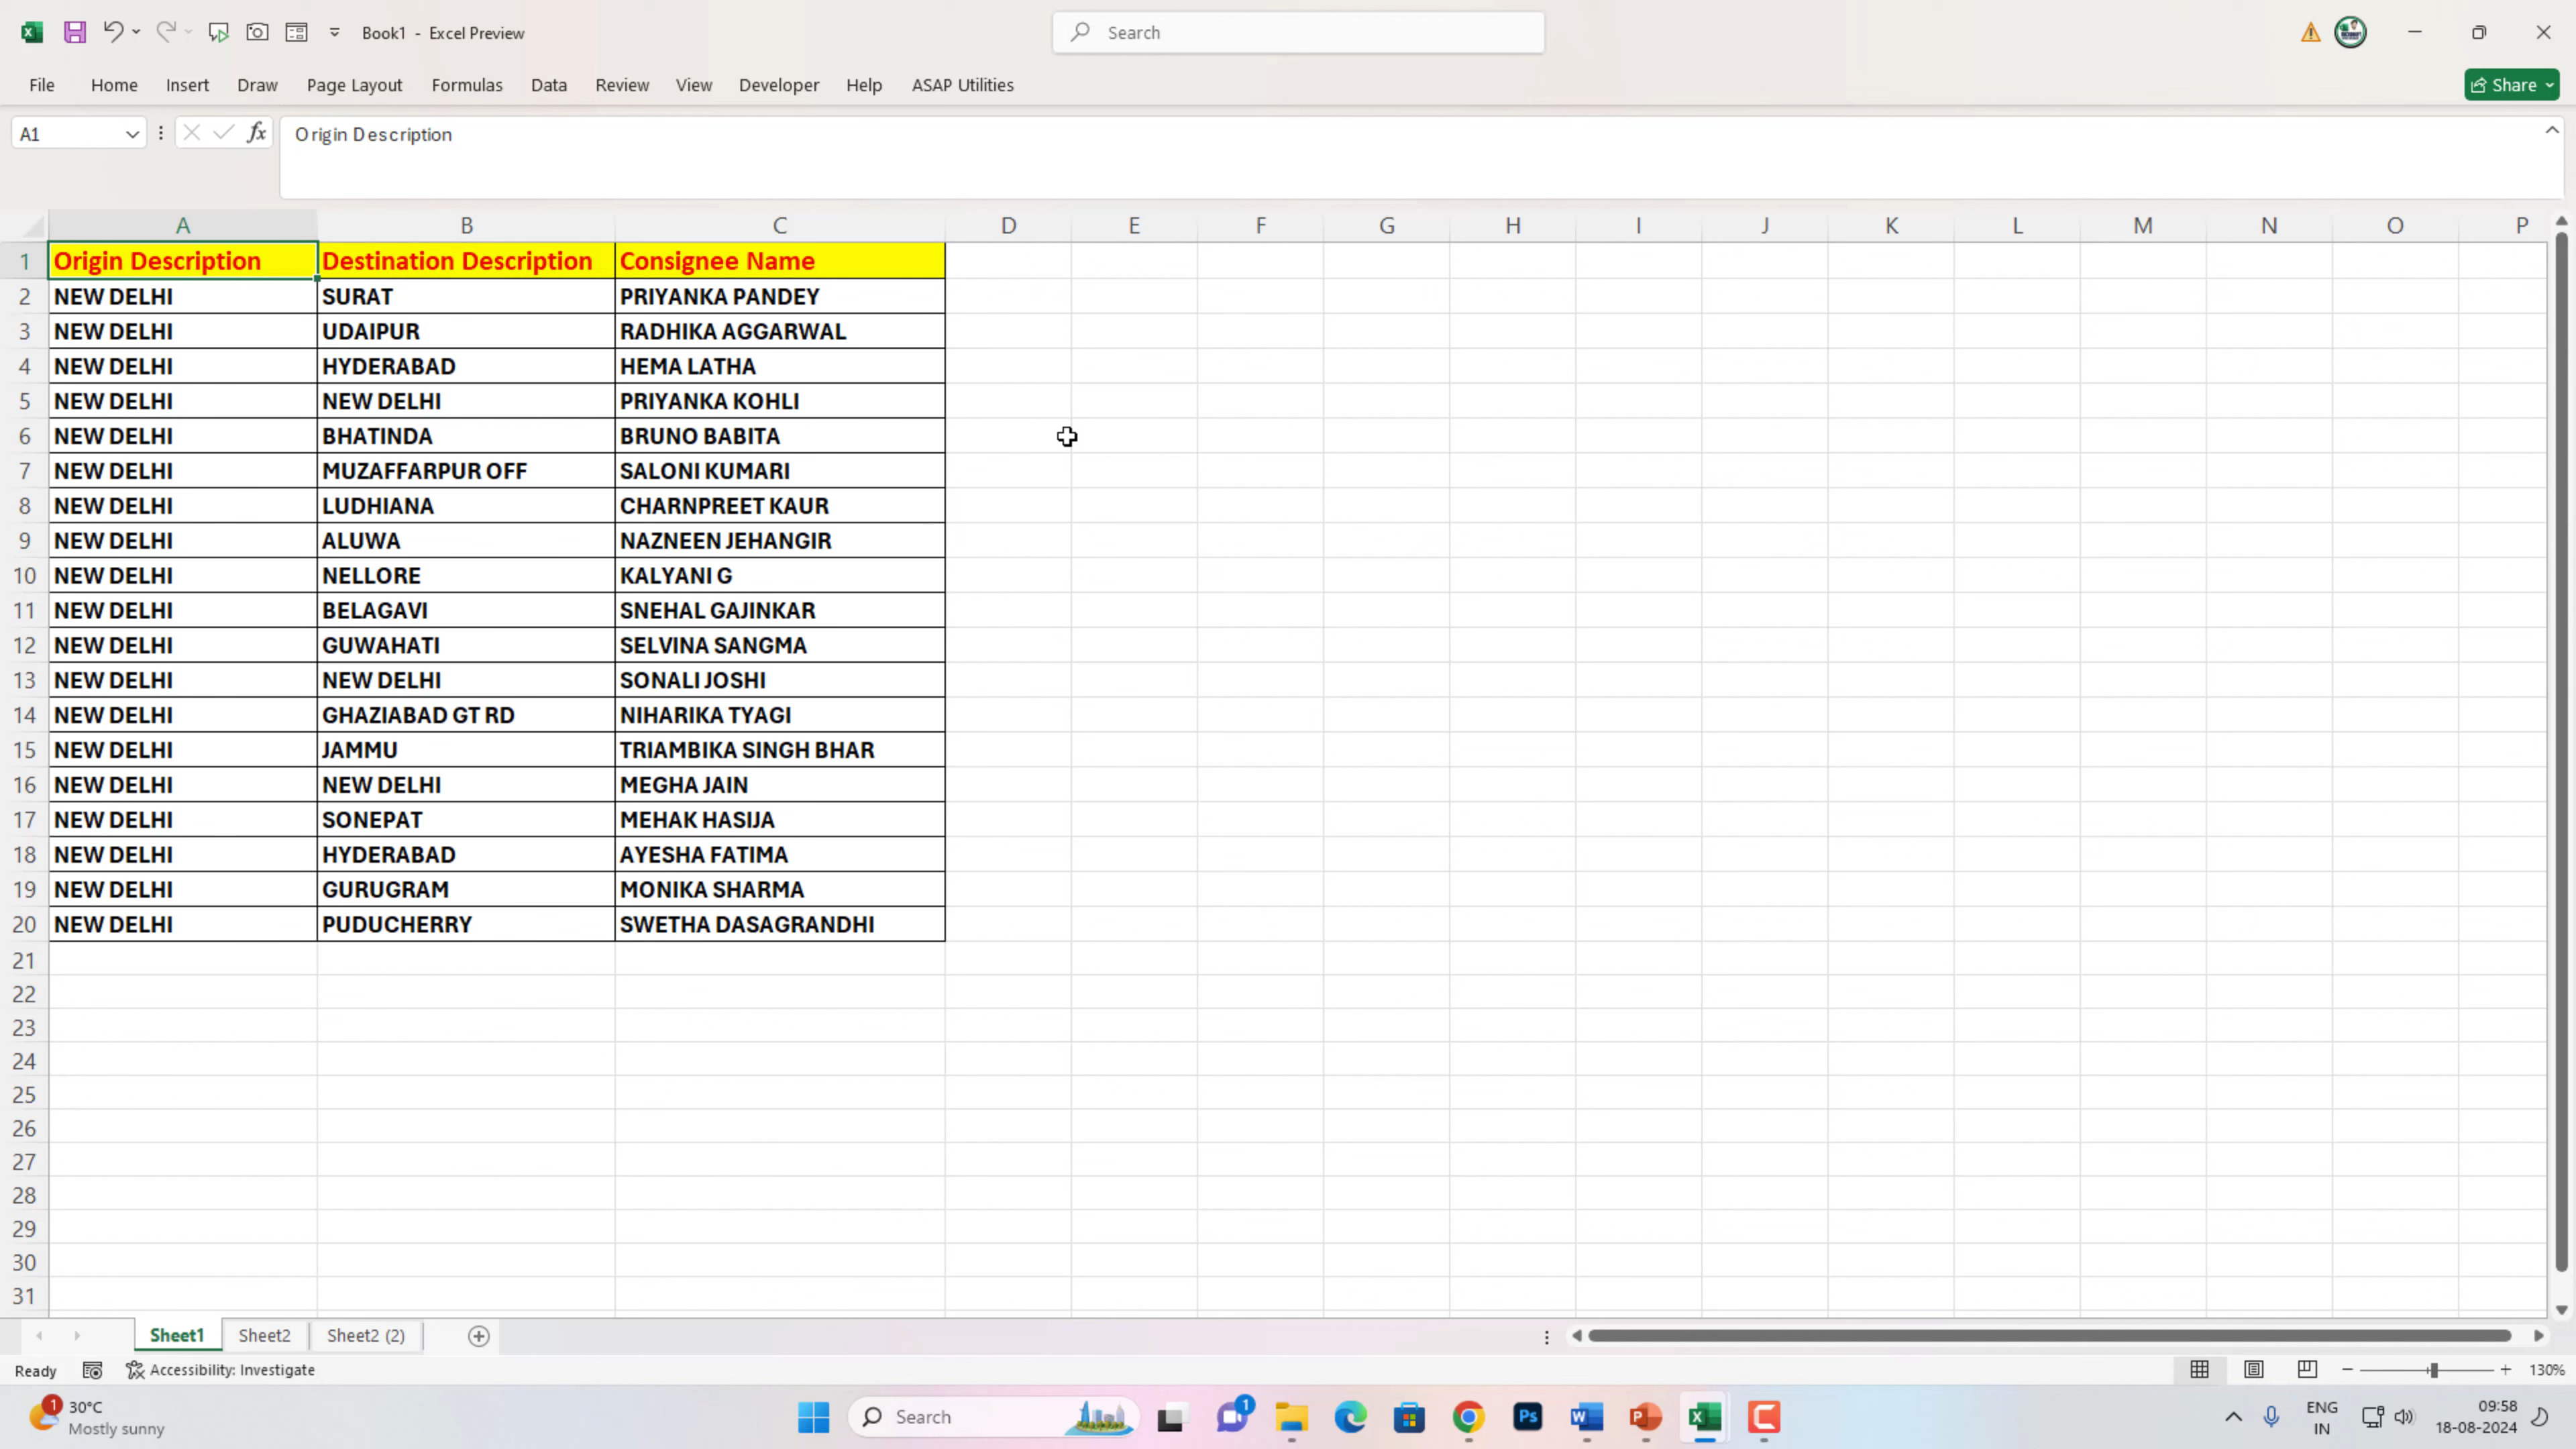 Book1 - Excel Preview
Search
File Home Insert Draw Page Layout Formulas Data Review View Developer Help ASAP Utilities
Share
A1
fx
Origin Description
A B C D E F G H I J K L M N O P
1 Origin Description Destination Description Consignee Name
2 NEW DELHI SURAT PRIYANKA PANDEY
3 NEW DELHI UDAIPUR RADHIKA AGGARWAL
4 NEW DELHI HYDERABAD HEMA LATHA
5 NEW DELHI NEW DELHI PRIYANKA KOHLI
6 NEW DELHI BHATINDA BRUNO BABITA
7 NEW DELHI MUZAFFARPUR OFF SALONI KUMARI
8 NEW DELHI LUDHIANA CHARNPREET KAUR
9 NEW DELHI ALUWA NAZNEEN JEHANGIR
10 NEW DELHI NELLORE KALYANI G
11 NEW DELHI BELAGAVI SNEHAL GAJINKAR
12 NEW DELHI GUWAHATI SELVINA SANGMA
13 NEW DELHI NEW DELHI SONALI JOSHI
14 NEW DELHI GHAZIABAD GT RD NIHARIKA TYAGI
15 NEW DELHI JAMMU TRIAMBIKA SINGH BHAR
16 NEW DELHI NEW DELHI MEGHA JAIN
17 NEW DELHI SONEPAT MEHAK HASIJA
18 NEW DELHI HYDERABAD AYESHA FATIMA
19 NEW DELHI GURUGRAM MONIKA SHARMA
20 NEW DELHI PUDUCHERRY SWETHA DASAGRANDHI
21
22
23
24
25
26
27
28
29
30
31
Sheet1 Sheet2 Sheet2 (2)
Ready Accessibility: Investigate 130%
1 30°C
Mostly sunny
Search
1
Ps
ENG
IN
09:58
18-08-2024